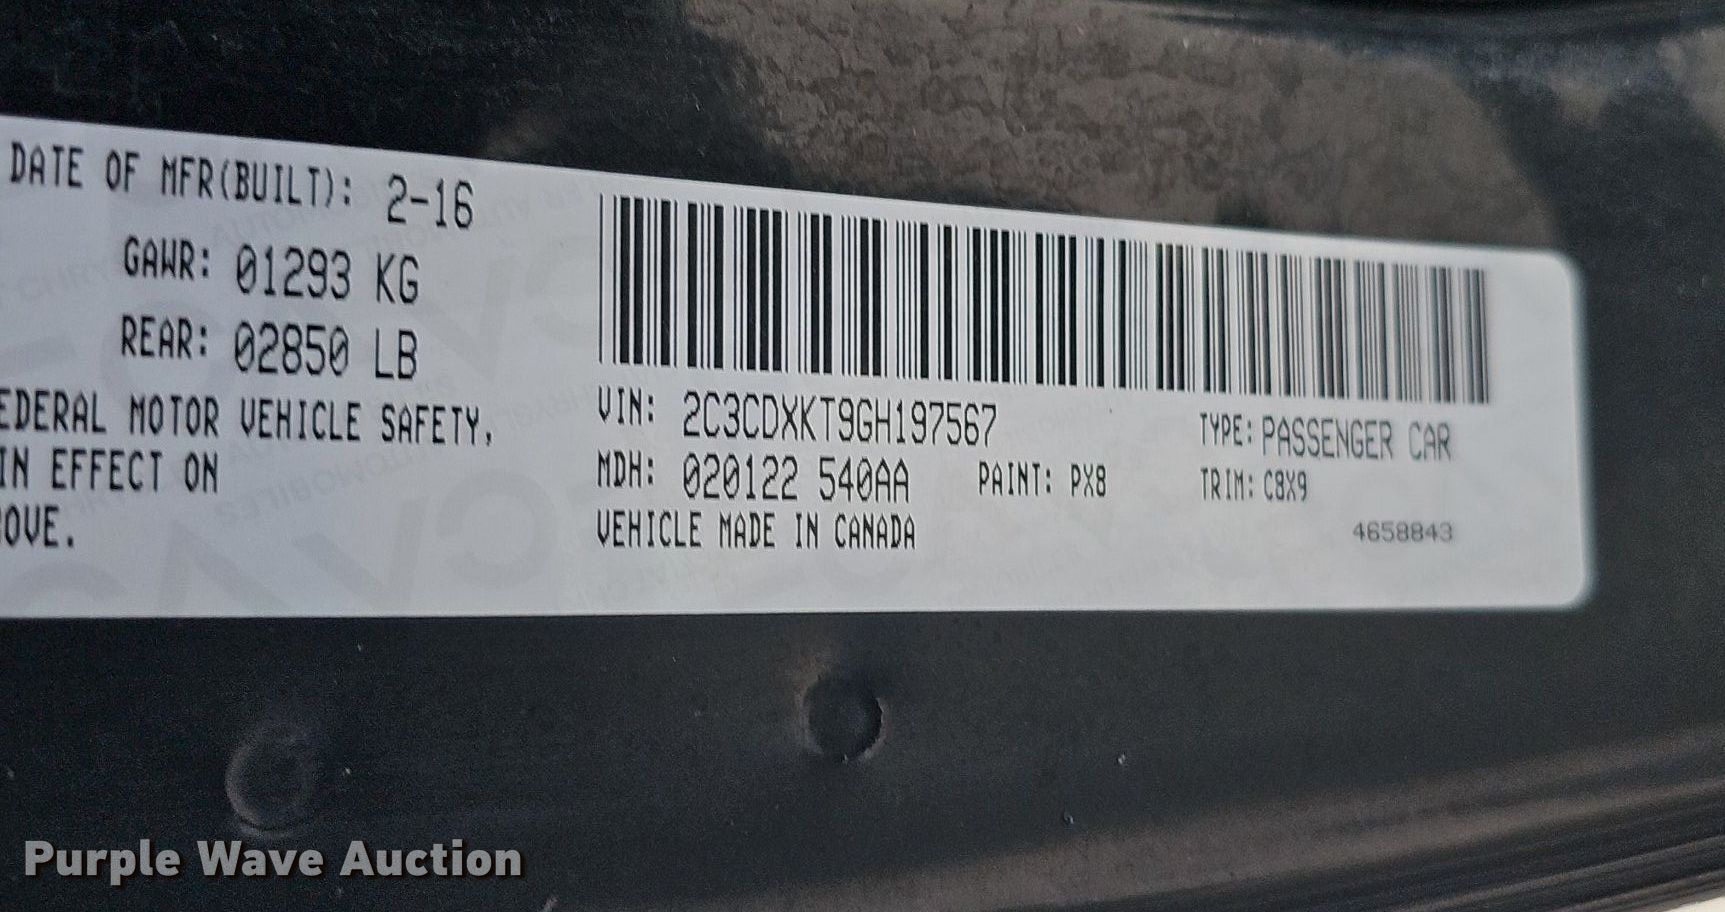 DATE OF MFR(BUILT): 2-16
GAWR: 01293 KG
REAR: 02850 LB
EDERAL MOTOR VEHICLE SAFETY,
IN EFFECT ON
OVE.
VIN: 2C3CDXKT9GH197567
TYPE: PASSENGER CAR
MDH: 020122 540AA
PAINT: PX8
TRIM: C8X9
VEHICLE MADE IN CANADA
4658843
Purple Wave Auction